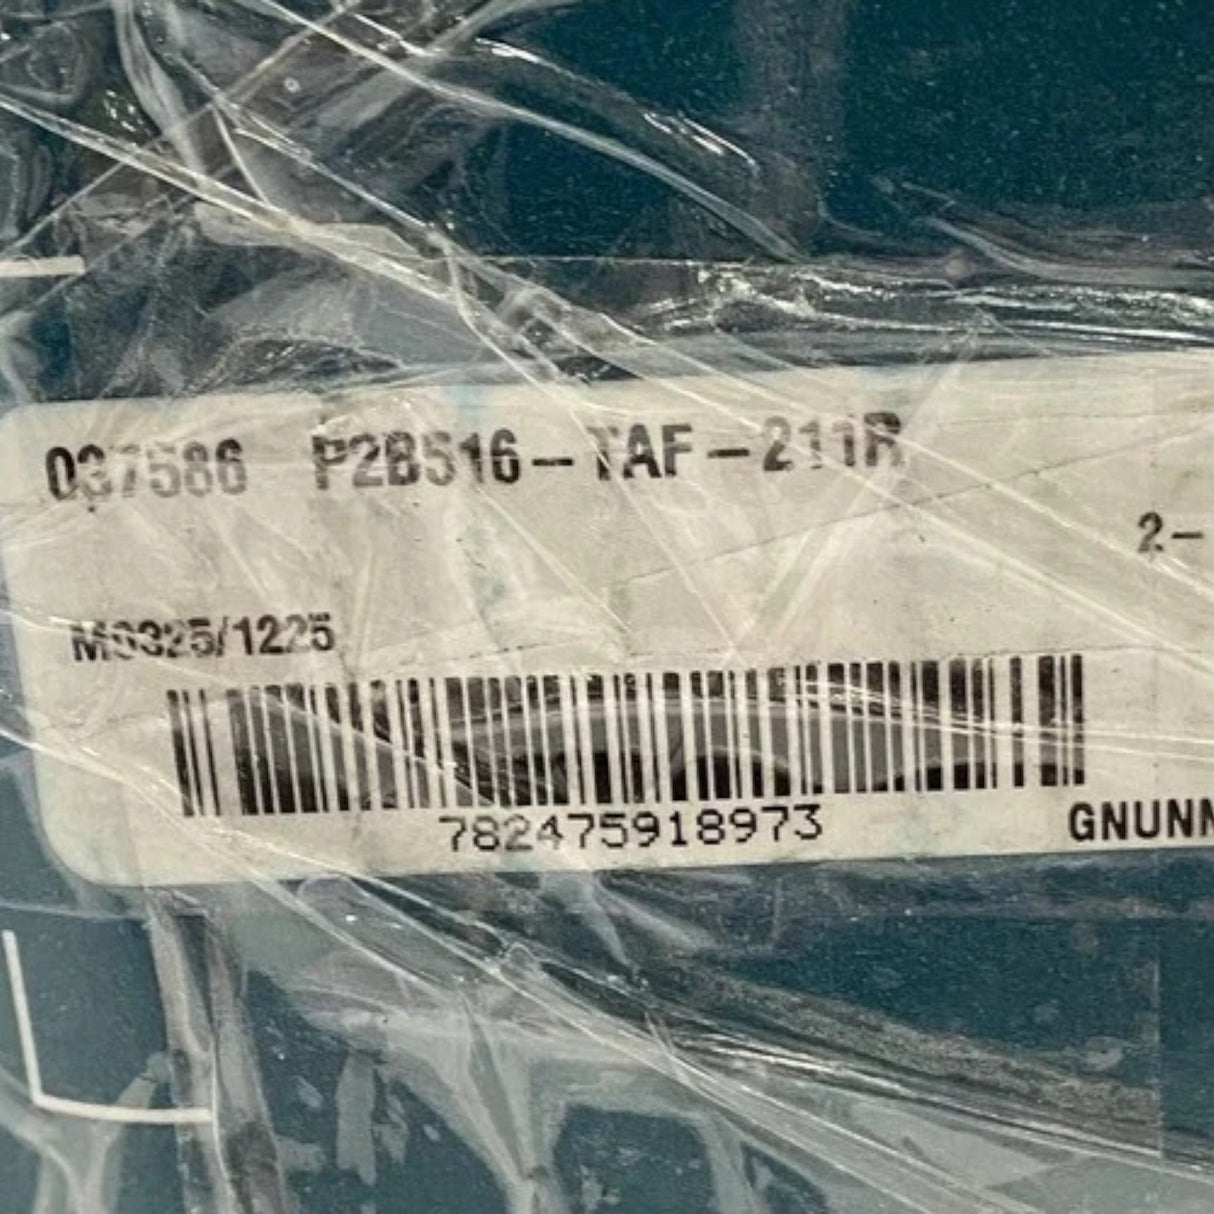 037586 P2B516-TAF-211R
2-
M0325/1225
782475918973
GNUNN